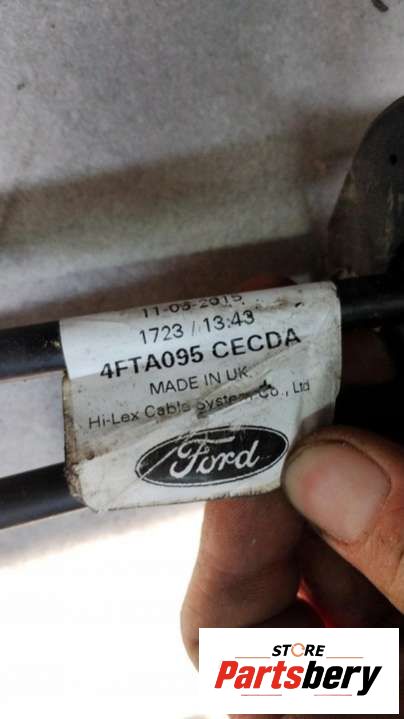 11-03-2015
1723 / 13:43
4FTA095 CECDA
MADE IN UK.
Hi-Lex Cable System Co., Ltd
Ford
STORE
Partsbery